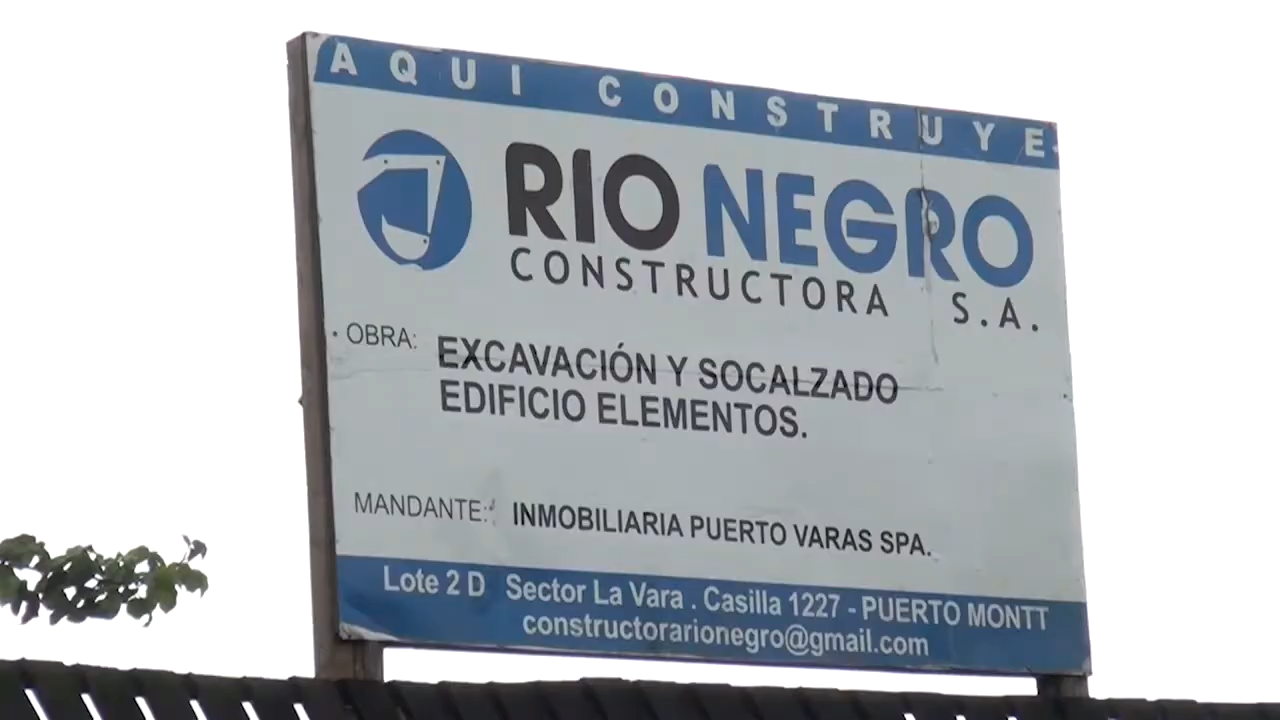 AQUI CONSTRUYE
RIO NEGRO
CONSTRUCTORA S.A.
OBRA: EXCAVACIÓN Y SOCALZADO
EDIFICIO ELEMENTOS.
MANDANTE: INMOBILIARIA PUERTO VARAS SPA.
Lote 2 D Sector La Vara . Casilla 1227 - PUERTO MONTT
constructorarionegro@gmail.com